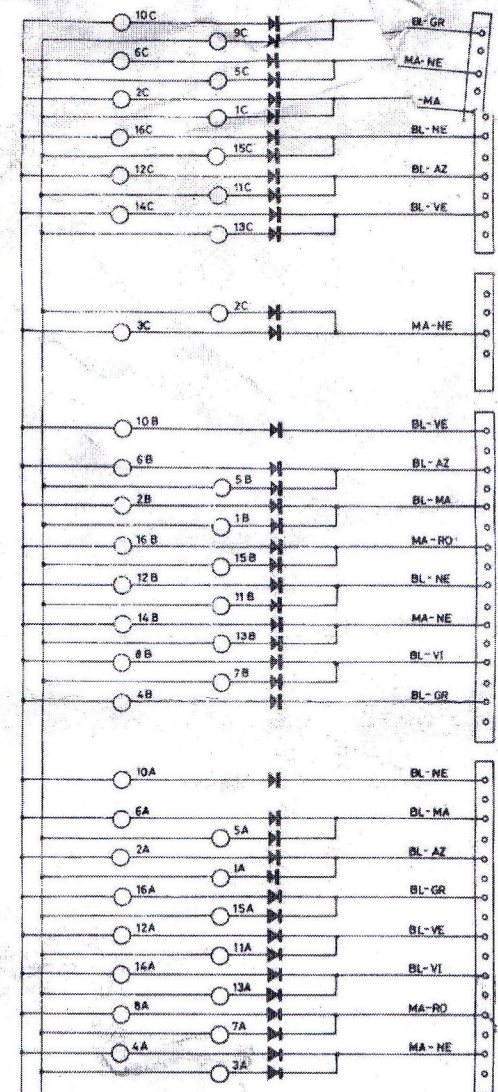 10C BL-GR
9C
6C MA-NE
5C
2C -MA
1C
16C BL-NE
15C
12C BL-AZ
11C
14C BL-VE
13C
2C
3C MA-NE
10B BL-VE
6B BL-AZ
5B
2B BL-MA
1B
16B MA-RO
15B
12B BL-NE
11B
14B MA-NE
13B
8B BL-VI
7B
4B BL-GR
10A BL-NE
6A BL-MA
5A
2A BL-AZ
1A
16A BL-GR
15A
12A BL-VE
11A
14A BL-VI
13A
8A MA-RO
7A
4A MA-NE
3A